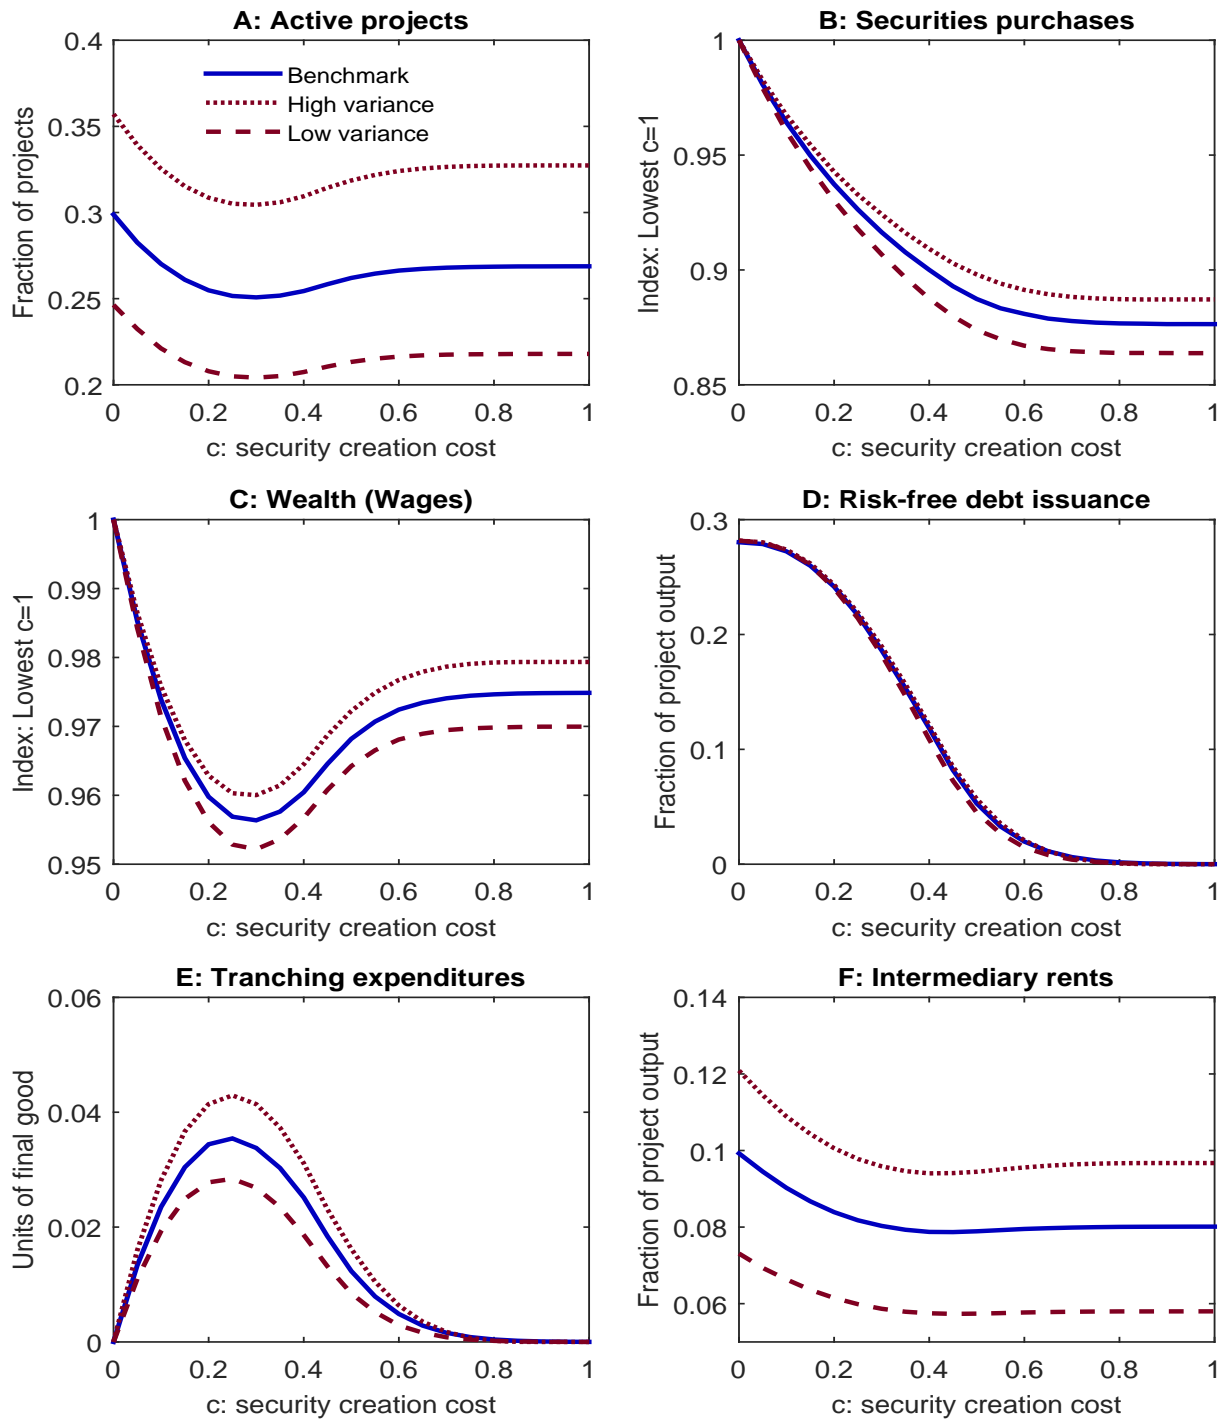 A: Active projects
0.4
0.35
0.3
0.25
0.2
Fraction of projects
Benchmark
High variance
Low variance
0 0.2 0.4 0.6 0.8 1
c: security creation cost
B: Securities purchases
1
0.95
0.9
0.85
Index: Lowest c=1
0 0.2 0.4 0.6 0.8 1
c: security creation cost
C: Wealth (Wages)
1
0.99
0.98
0.97
0.96
0.95
Index: Lowest c=1
0 0.2 0.4 0.6 0.8 1
c: security creation cost
D: Risk-free debt issuance
0.3
0.2
0.1
0
Fraction of project output
0 0.2 0.4 0.6 0.8 1
c: security creation cost
E: Tranching expenditures
0.06
0.04
0.02
0
Units of final good
0 0.2 0.4 0.6 0.8 1
c: security creation cost
F: Intermediary rents
0.14
0.12
0.1
0.08
0.06
Fraction of project output
0 0.2 0.4 0.6 0.8 1
c: security creation cost